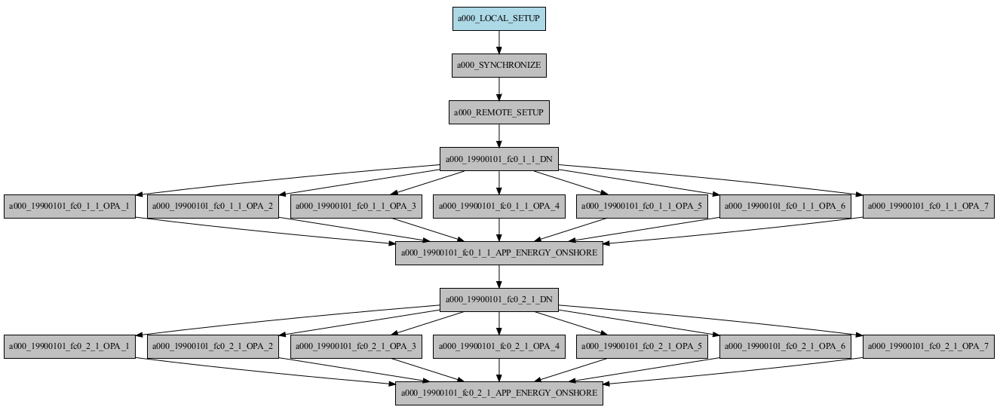 a000_LOCAL_SETUP
a000_SYNCHRONIZE
a000_REMOTE_SETUP
a000_19900101_fc0_1_1_DN
a000_19900101_fc0_1_1_OPA_1
a000_19900101_fc0_1_1_OPA_2
a000_19900101_fc0_1_1_OPA_3
a000_19900101_fc0_1_1_OPA_4
a000_19900101_fc0_1_1_OPA_5
a000_19900101_fc0_1_1_OPA_6
a000_19900101_fc0_1_1_OPA_7
a000_19900101_fc0_1_1_APP_ENERGY_ONSHORE
a000_19900101_fc0_2_1_DN
a000_19900101_fc0_2_1_OPA_1
a000_19900101_fc0_2_1_OPA_2
a000_19900101_fc0_2_1_OPA_3
a000_19900101_fc0_2_1_OPA_4
a000_19900101_fc0_2_1_OPA_5
a000_19900101_fc0_2_1_OPA_6
a000_19900101_fc0_2_1_OPA_7
a000_19900101_fc0_2_1_APP_ENERGY_ONSHORE